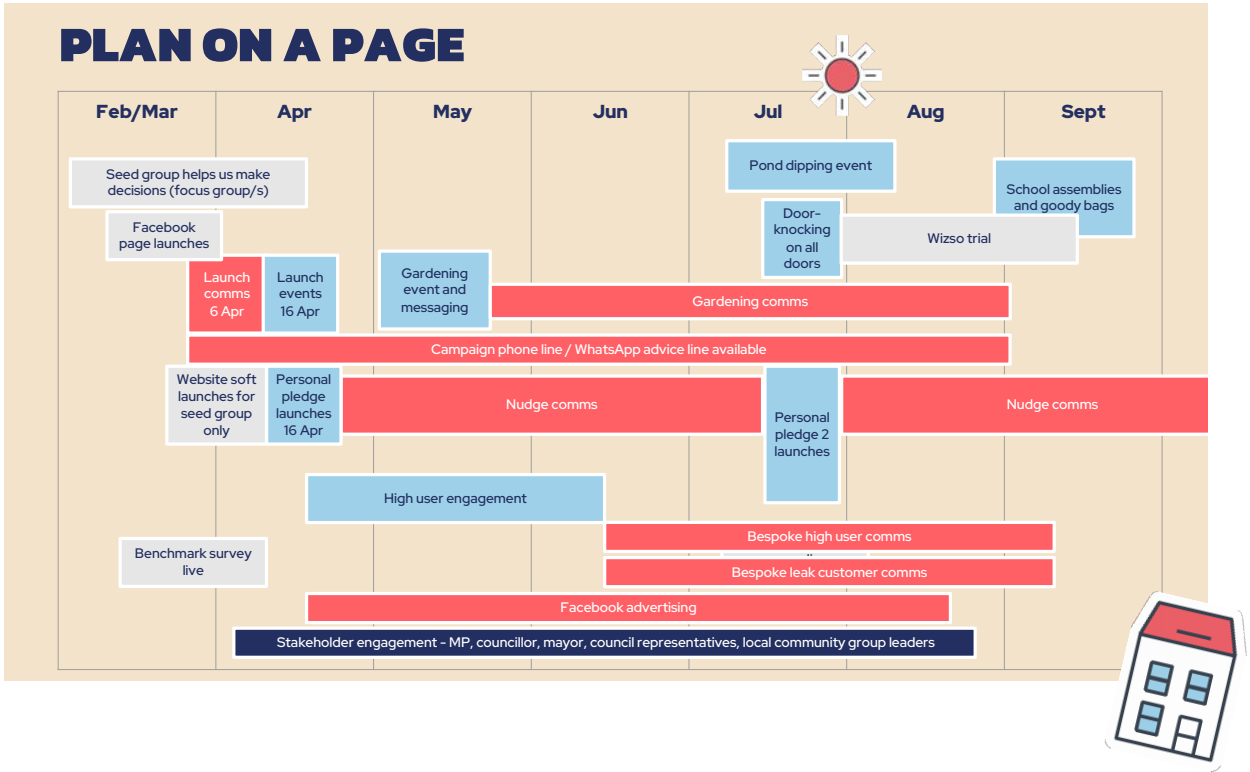 PLAN ON A PAGE
Feb/Mar
Apr
May
Jun
Jul
Aug
Sept
Pond dipping event
Seed group helps us make
decisions (focus group/s)
School assemblies
and goody bags
Door-
knocking
on all
doors
Facebook
page launches
Wizso trial
Launch
comms
6 Apr
Launch
events
16 Apr
Gardening
event and
messaging
Gardening comms
Campaign phone line / WhatsApp advice line available
Website soft
launches for
seed group
only
Personal
pledge
launches
16 Apr
Nudge comms
Personal
pledge 2
launches
Nudge comms
High user engagement
Bespoke high user comms
Benchmark survey
live
Bespoke leak customer comms
Facebook advertising
Stakeholder engagement - MP, councillor, mayor, council representatives, local community group leaders